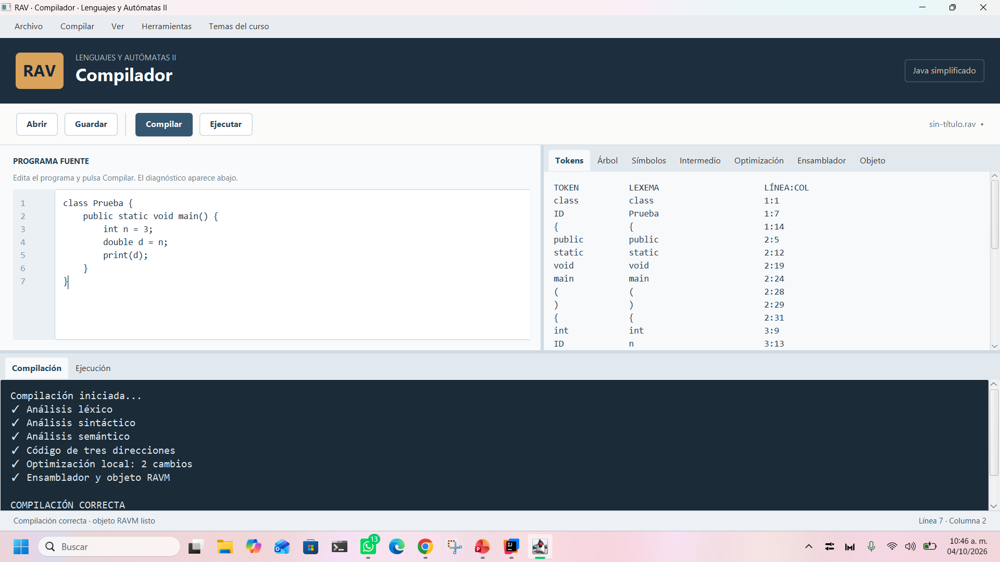 RAV · Compilador · Lenguajes y Autómatas II
Archivo Compilar Ver Herramientas Temas del curso
RAV
LENGUAJES Y AUTÓMATAS II
Compilador
Java simplificado
Abrir Guardar Compilar Ejecutar
sin-título.rav •
PROGRAMA FUENTE
Edita el programa y pulsa Compilar. El diagnóstico aparece abajo.
1 class Prueba {
2     public static void main() {
3         int n = 3;
4         double d = n;
5         print(d);
6     }
7 }
Tokens Árbol Símbolos Intermedio Optimización Ensamblador Objeto
TOKEN LEXEMA LÍNEA:COL
class class 1:1
ID Prueba 1:7
{ { 1:14
public public 2:5
static static 2:12
void void 2:19
main main 2:24
( ( 2:28
) ) 2:29
{ { 2:31
int int 3:9
ID n 3:13
Compilación Ejecución
Compilación iniciada...
✓ Análisis léxico
✓ Análisis sintáctico
✓ Análisis semántico
✓ Código de tres direcciones
✓ Optimización local: 2 cambios
✓ Ensamblador y objeto RAVM
COMPILACIÓN CORRECTA
Compilación correcta · objeto RAVM listo
Línea 7 · Columna 2
Buscar
13
10:46 a. m.
04/10/2026